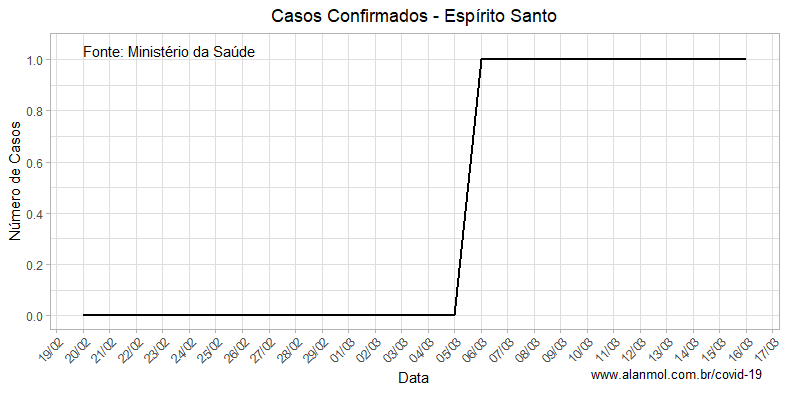 Casos Confirmados - Espírito Santo
Fonte: Ministério da Saúde
Número de Casos
1.0
0.8
0.6
0.4
0.2
0.0
19/02 20/02 21/02 22/02 23/02 24/02 25/02 26/02 27/02 28/02 29/02 01/03 02/03 03/03 04/03 05/03 06/03 07/03 08/03 09/03 10/03 11/03 12/03 13/03 14/03 15/03 16/03 17/03
Data
www.alanmol.com.br/covid-19